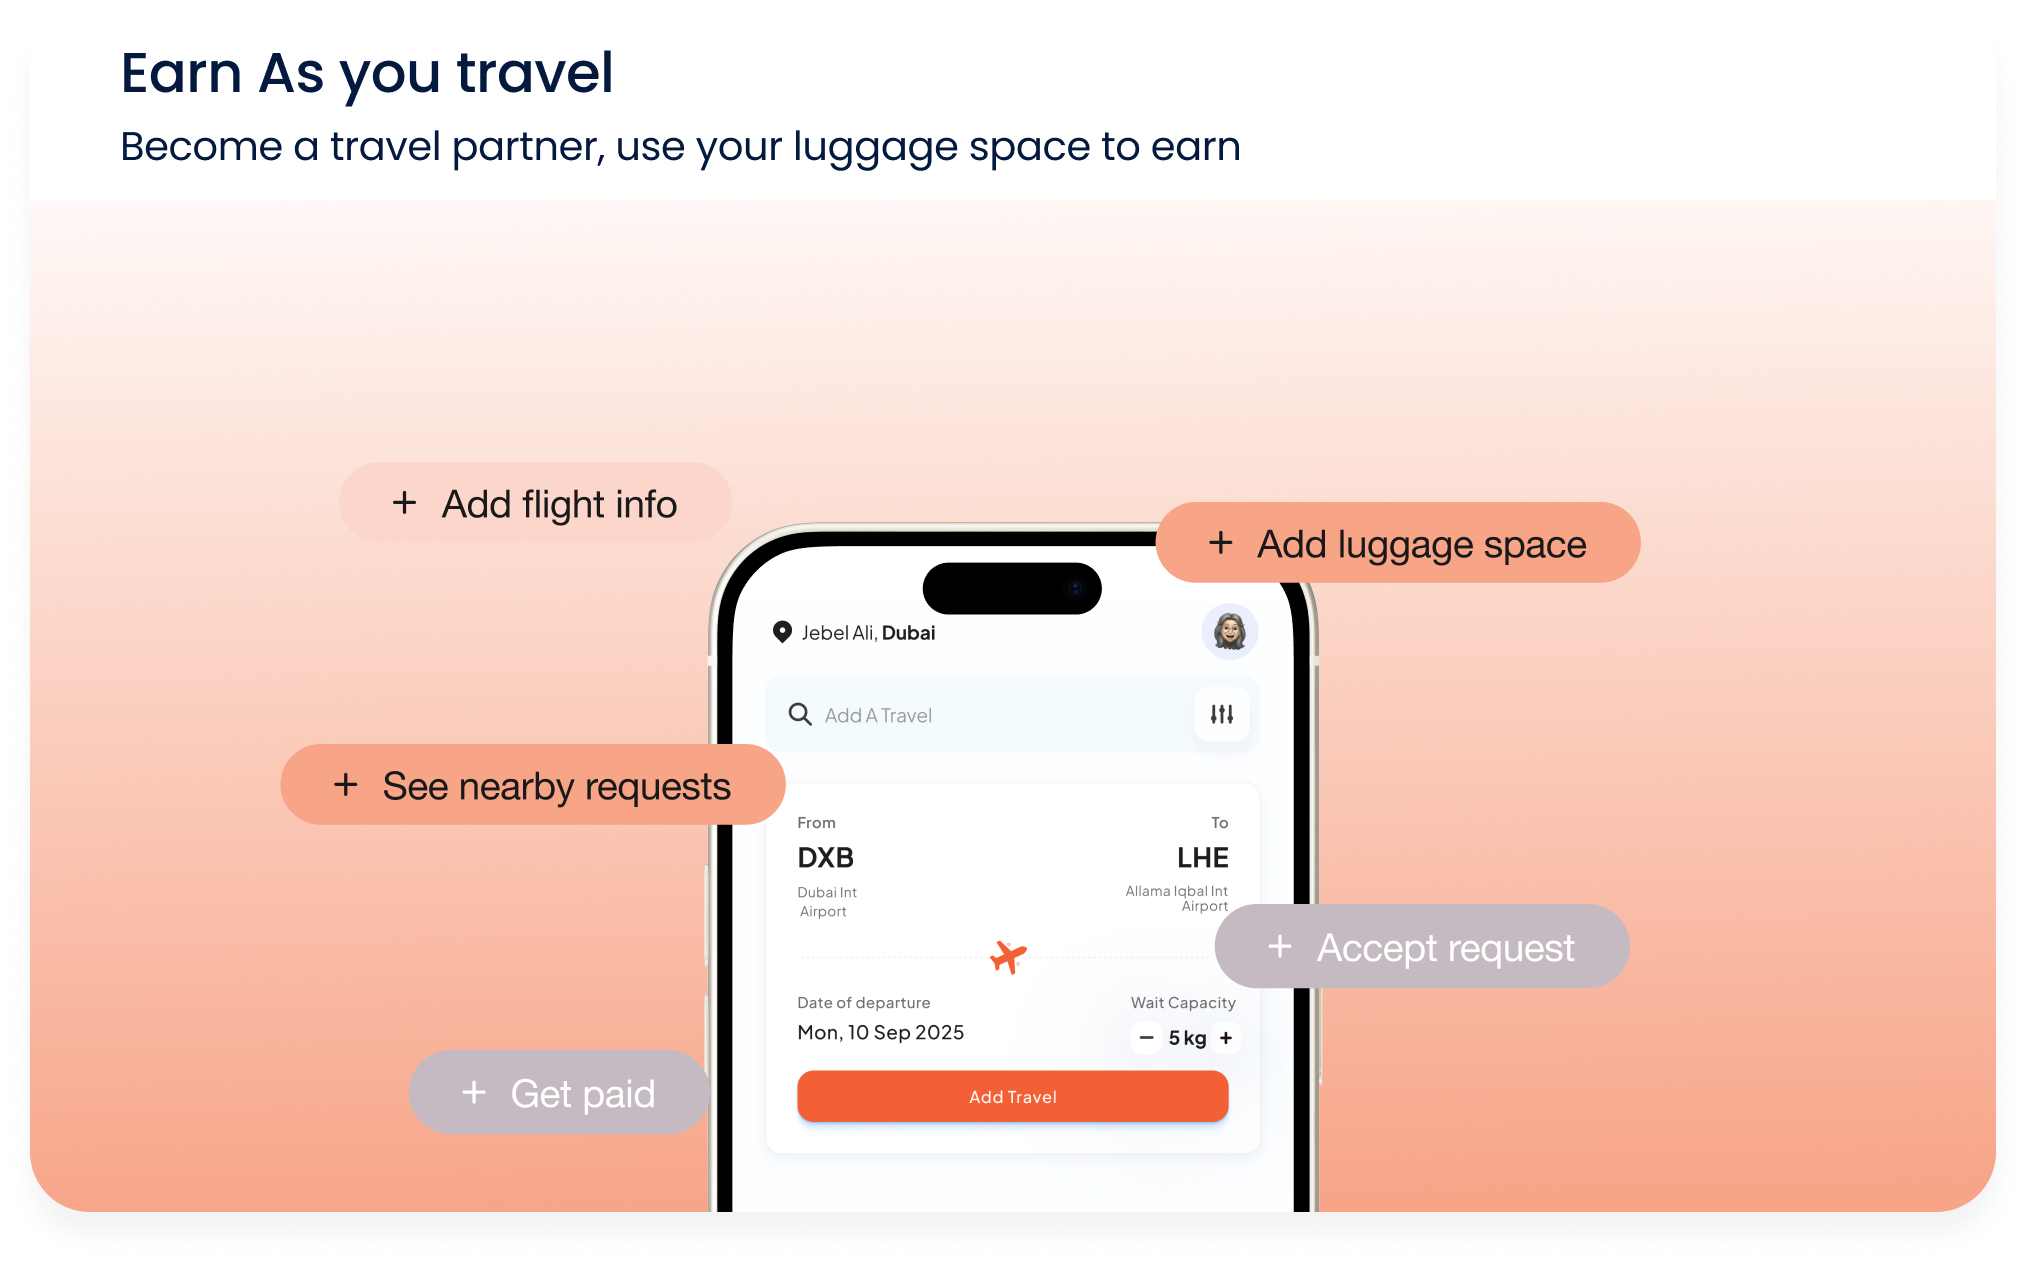 Earn As you travel
Become a travel partner, use your luggage space to earn
+ Add flight info
+ Add luggage space
Jebel Ali, Dubai
Add A Travel
+ See nearby requests
From
To
DXB
LHE
Dubai Int
Airport
Allama Iqbal Int
Airport
+ Accept request
Date of departure
Wait Capacity
Mon, 10 Sep 2025
− 5 kg +
+ Get paid
Add Travel